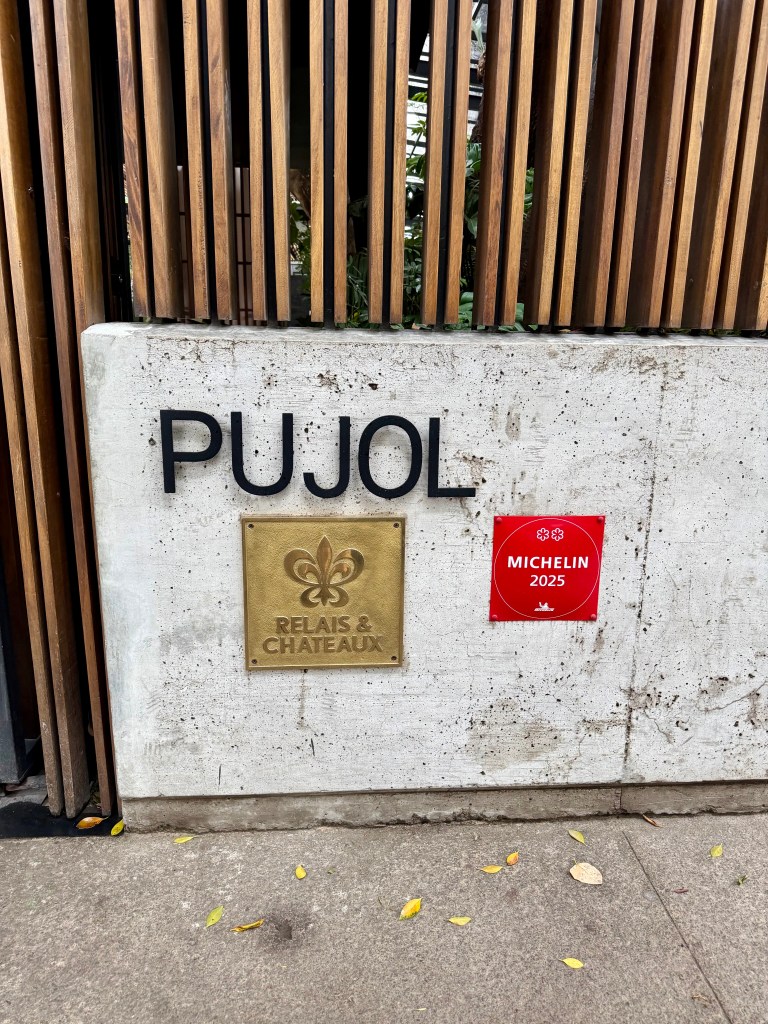 PUJOL
RELAIS &
CHATEAUX
MICHELIN
2025